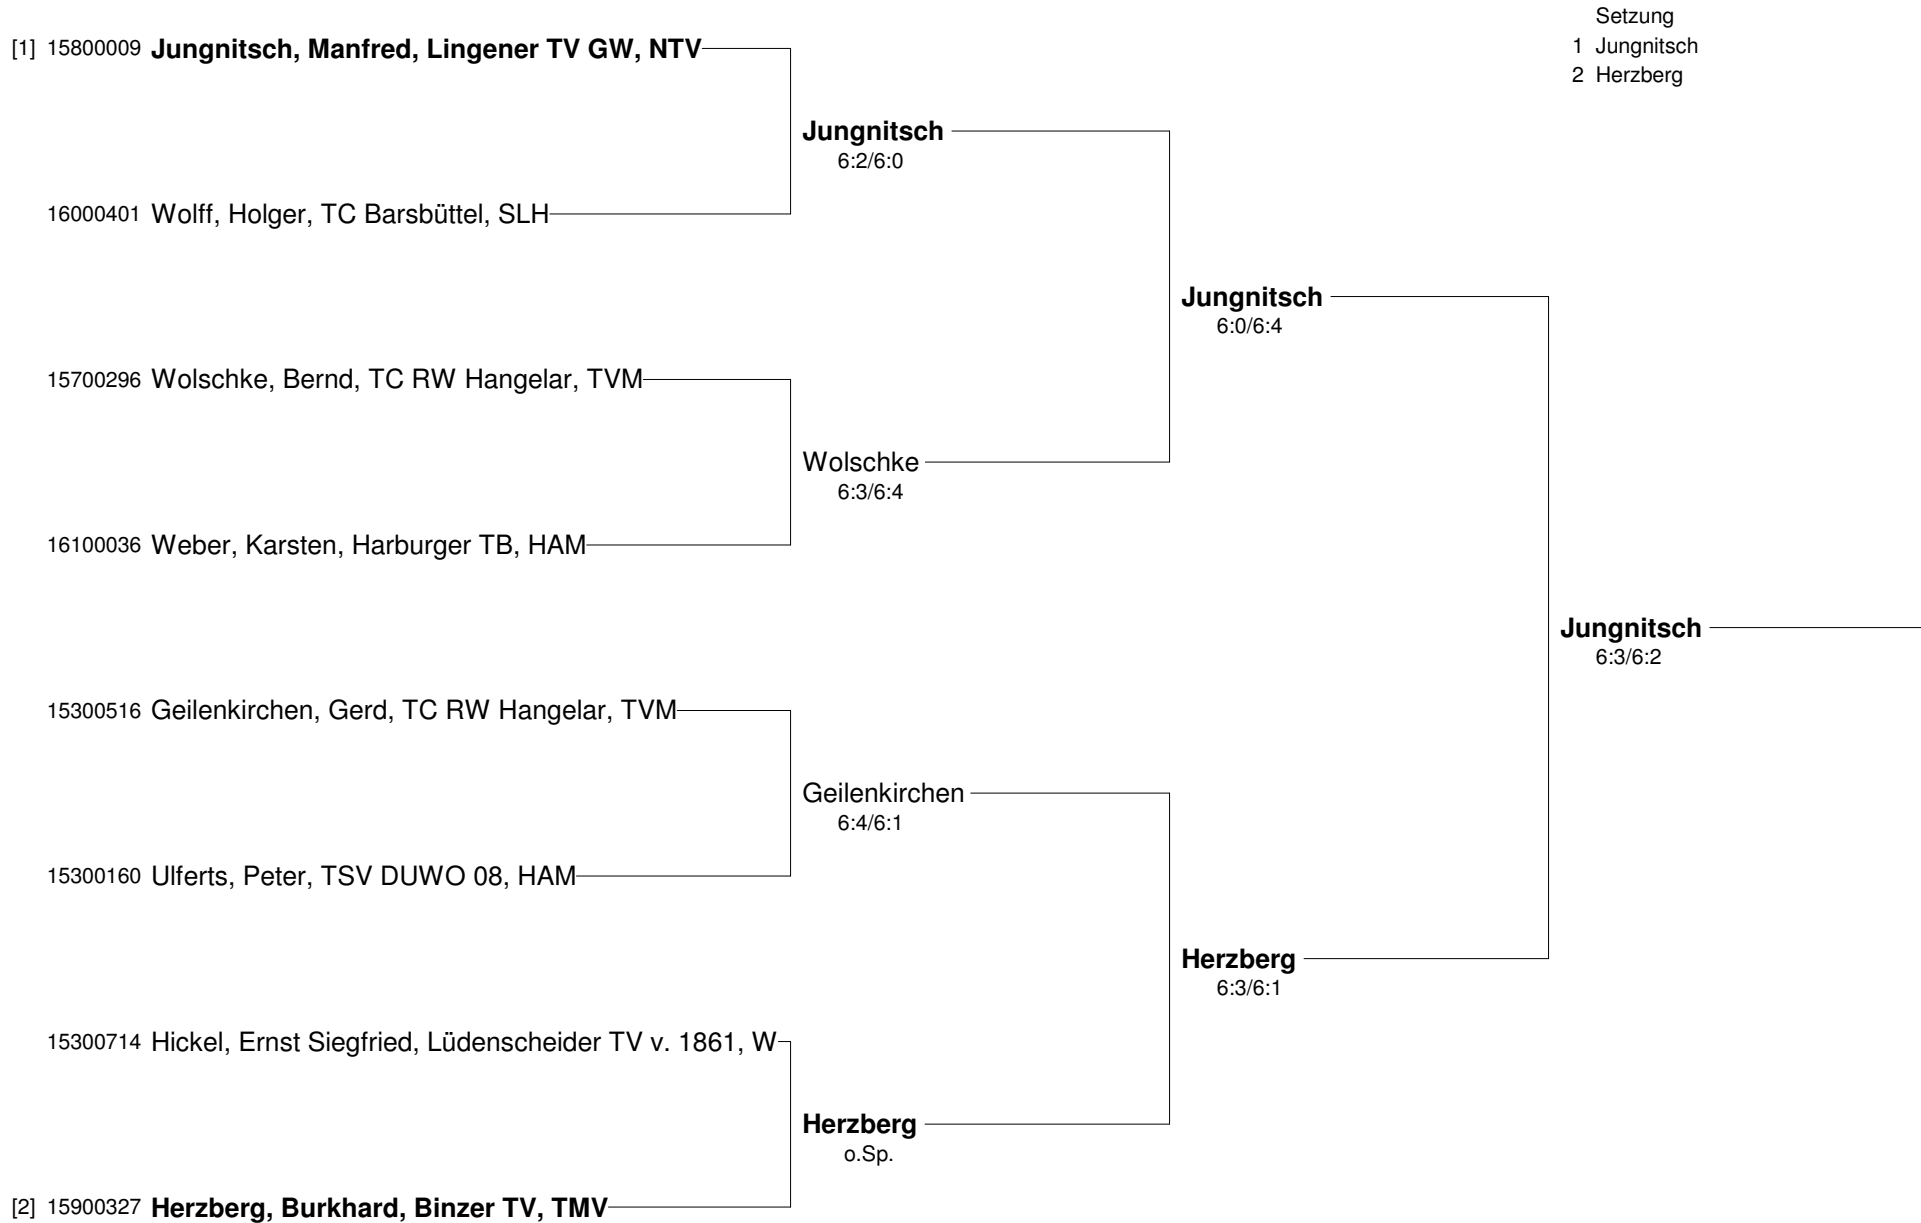 Setzung
1 Jungnitsch
2 Herzberg
[1] 15800009 Jungnitsch, Manfred, Lingener TV GW, NTV
Jungnitsch
6:2/6:0
16000401 Wolff, Holger, TC Barsbüttel, SLH
Jungnitsch
6:0/6:4
15700296 Wolschke, Bernd, TC RW Hangelar, TVM
Wolschke
6:3/6:4
16100036 Weber, Karsten, Harburger TB, HAM
Jungnitsch
6:3/6:2
15300516 Geilenkirchen, Gerd, TC RW Hangelar, TVM
Geilenkirchen
6:4/6:1
15300160 Ulferts, Peter, TSV DUWO 08, HAM
Herzberg
6:3/6:1
15300714 Hickel, Ernst Siegfried, Lüdenscheider TV v. 1861, W
Herzberg
o.Sp.
[2] 15900327 Herzberg, Burkhard, Binzer TV, TMV